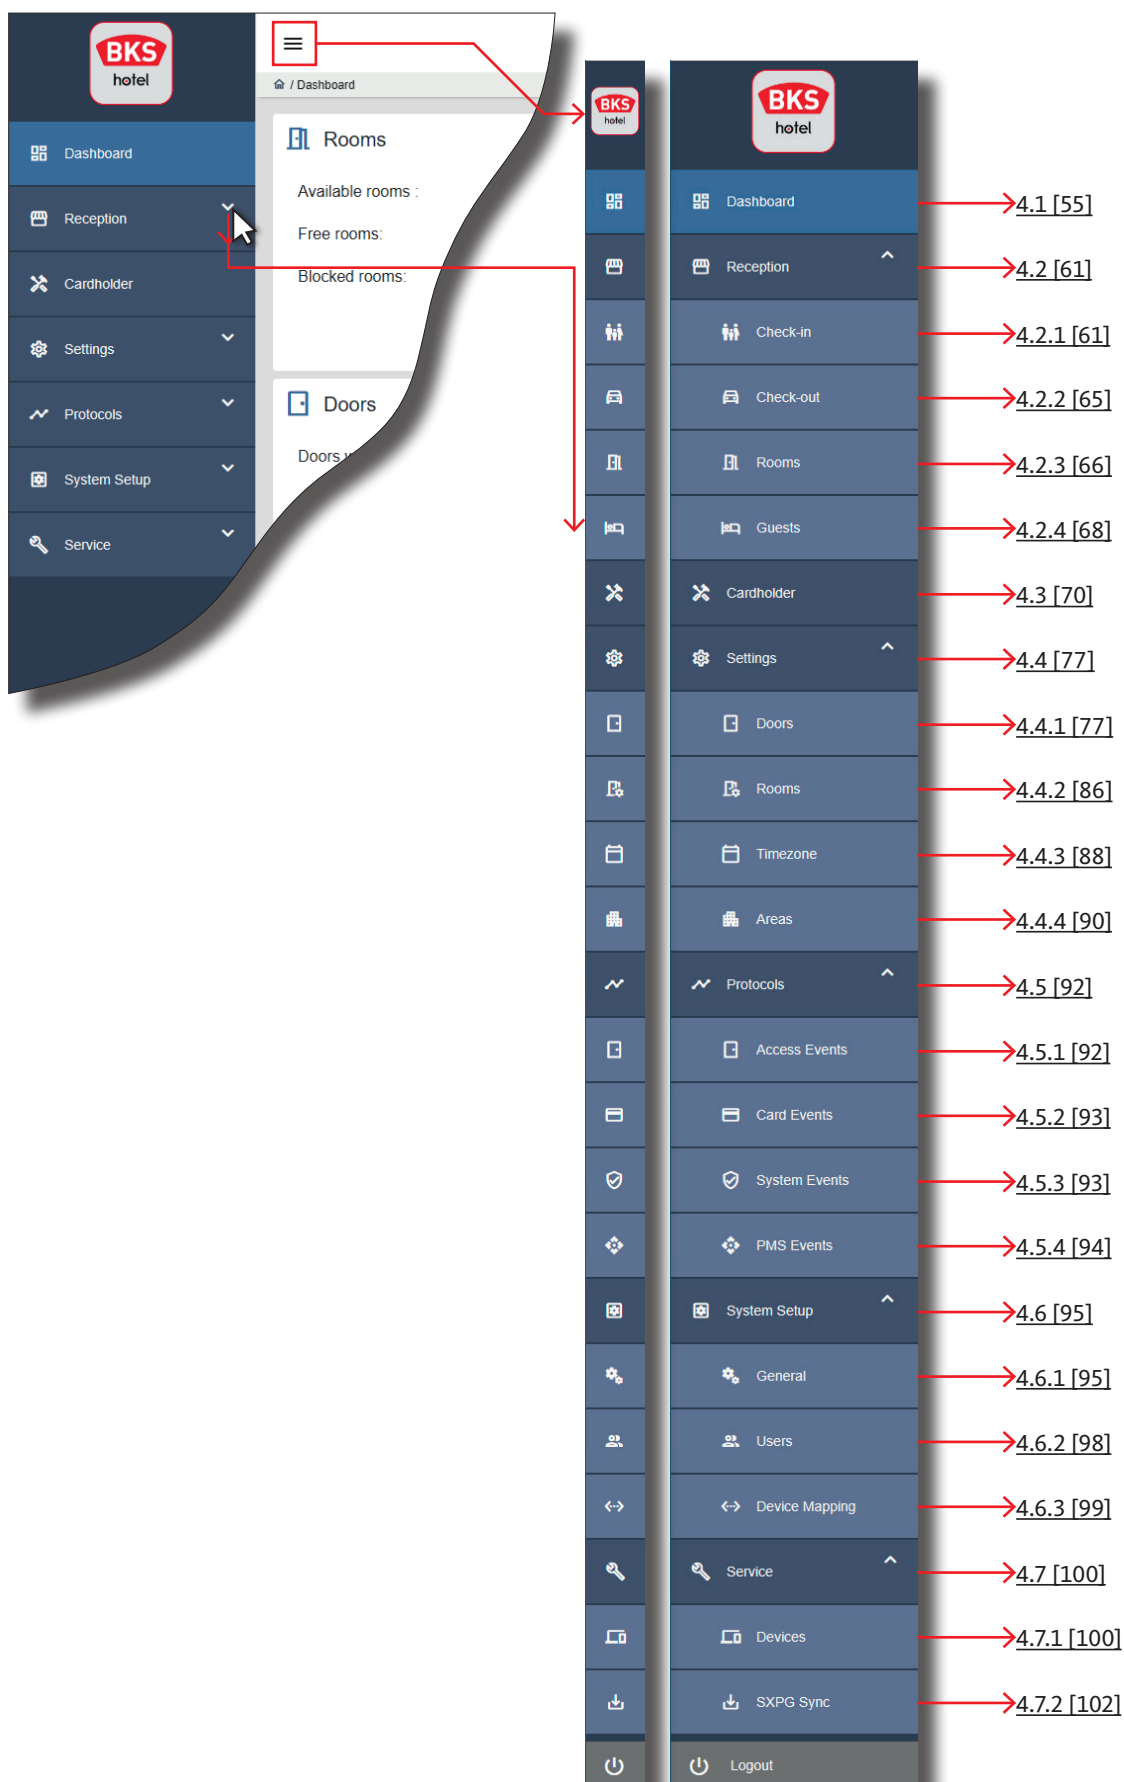 BKS
hotel
/ Dashboard
Dashboard
Reception
Cardholder
Settings
Protocols
System Setup
Service
Rooms
Available rooms :
Free rooms:
Blocked rooms:
Doors
Doors
BKS
hotel
BKS
hotel
Dashboard 4.1 [55]
Reception 4.2 [61]
Check-in 4.2.1 [61]
Check-out 4.2.2 [65]
Rooms 4.2.3 [66]
Guests 4.2.4 [68]
Cardholder 4.3 [70]
Settings 4.4 [77]
Doors 4.4.1 [77]
Rooms 4.4.2 [86]
Timezone 4.4.3 [88]
Areas 4.4.4 [90]
Protocols 4.5 [92]
Access Events 4.5.1 [92]
Card Events 4.5.2 [93]
System Events 4.5.3 [93]
PMS Events 4.5.4 [94]
System Setup 4.6 [95]
General 4.6.1 [95]
Users 4.6.2 [98]
Device Mapping 4.6.3 [99]
Service 4.7 [100]
Devices 4.7.1 [100]
SXPG Sync 4.7.2 [102]
Logout